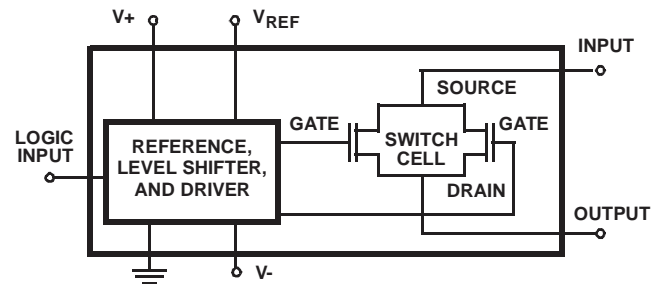 V+
VREF
INPUT
SOURCE
GATE
GATE
LOGIC
INPUT
REFERENCE,
LEVEL SHIFTER,
AND DRIVER
SWITCH
CELL
DRAIN
OUTPUT
V-